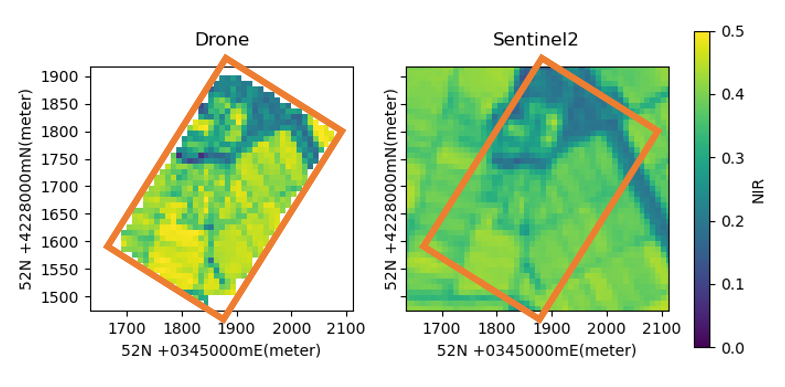 Drone
Sentinel2
1900
1850
1800
1750
1700
1650
1600
1550
1500
52N +4228000mN(meter)
1700 1800 1900 2000 2100
52N +0345000mE(meter)
52N +4228000mN(meter)
1700 1800 1900 2000 2100
52N +0345000mE(meter)
0.5
0.4
0.3
0.2
0.1
0.0
NIR